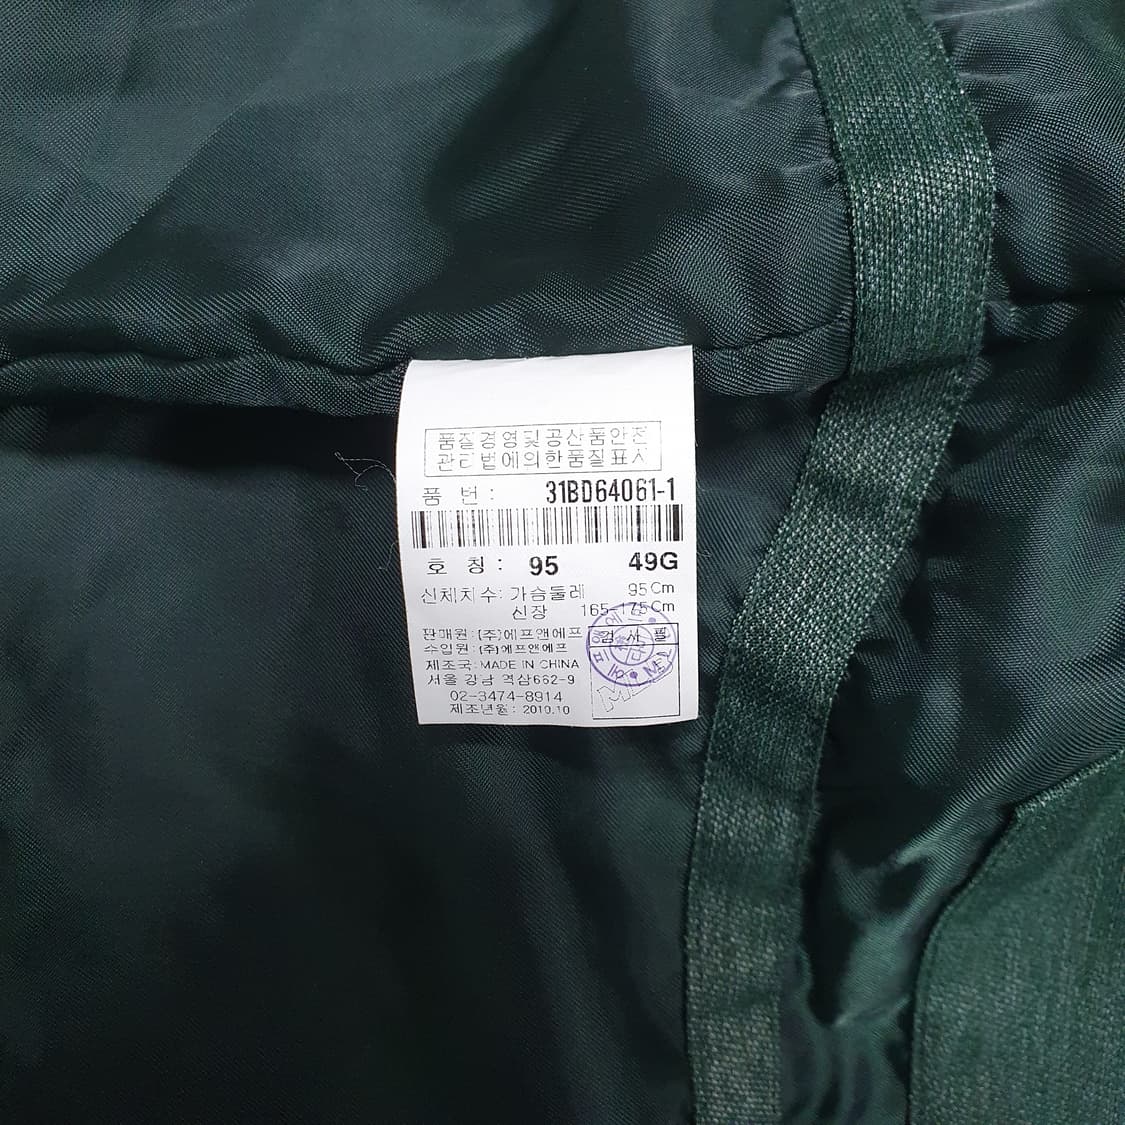 품질경영및공산품안전
관리법에의한품질표시
품 번 : 31BD64061-1
호 칭 : 95 49G
신체치수: 가슴둘레 95Cm
신장 165-175Cm
판매원 : (주)에프앤에프
수입원 : (주)에프앤에프
검 사 필
제조국: MADE IN CHINA
서울 강남 역삼662-9
02-3474-8914
제조년월 : 2010.10